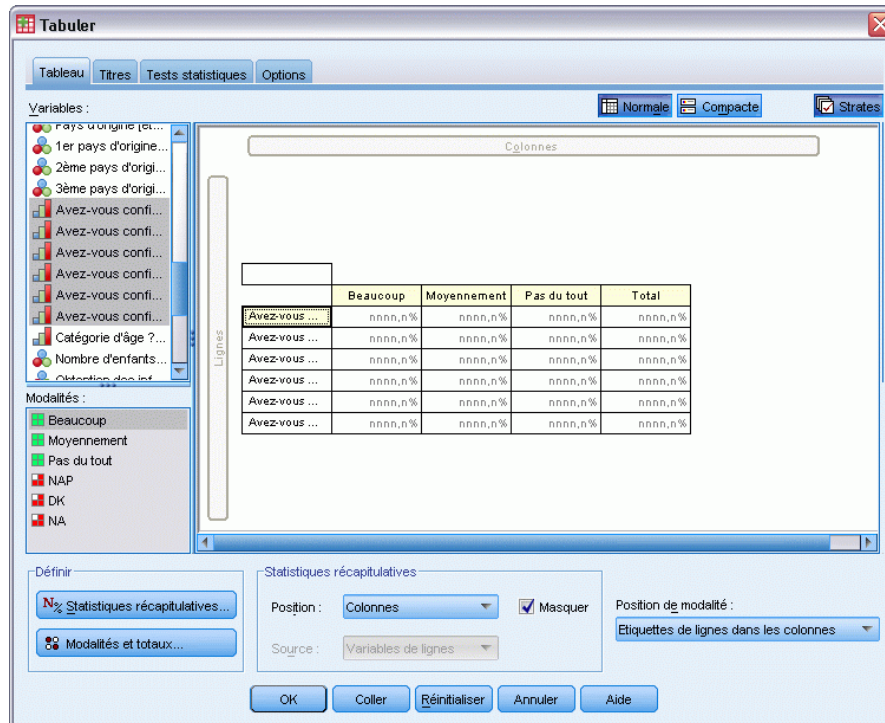 Tabuler
Tableau Titres Tests statistiques Options
Variables :
Normale Compacte Strates
Pays d'origine [et...
1er pays d'origine...
2ème pays d'origi...
3ème pays d'origi...
Avez-vous confi...
Avez-vous confi...
Avez-vous confi...
Avez-vous confi...
Avez-vous confi...
Avez-vous confi...
Catégorie d'âge ?...
Nombre d'enfants...
Obtention des inf...
Colonnes
Lignes
Beaucoup Moyennement Pas du tout Total
Avez-vous ... nnnn,n% nnnn,n% nnnn,n% nnnn,n%
Avez-vous ... nnnn,n% nnnn,n% nnnn,n% nnnn,n%
Avez-vous ... nnnn,n% nnnn,n% nnnn,n% nnnn,n%
Avez-vous ... nnnn,n% nnnn,n% nnnn,n% nnnn,n%
Avez-vous ... nnnn,n% nnnn,n% nnnn,n% nnnn,n%
Avez-vous ... nnnn,n% nnnn,n% nnnn,n% nnnn,n%
Modalités :
Beaucoup
Moyennement
Pas du tout
NAP
DK
NA
Définir
N% Statistiques récapitulatives...
Modalités et totaux...
Statistiques récapitulatives
Position : Colonnes Masquer
Source : Variables de lignes
Position de modalité :
Etiquettes de lignes dans les colonnes
OK Coller Réinitialiser Annuler Aide